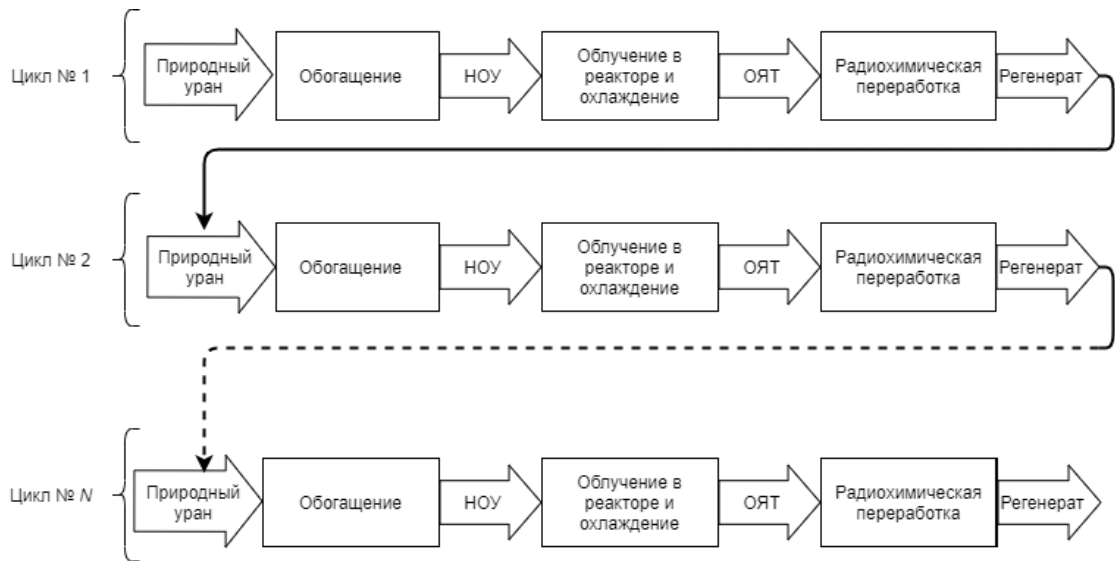 Цикл № 1
Природный
уран
Обогащение
НОУ
Облучение в
реакторе и
охлаждение
ОЯТ
Радиохимическая
переработка
Регенерат
Цикл № 2
Природный
уран
Обогащение
НОУ
Облучение в
реакторе и
охлаждение
ОЯТ
Радиохимическая
переработка
Регенерат
Цикл № N
Природный
уран
Обогащение
НОУ
Облучение в
реакторе и
охлаждение
ОЯТ
Радиохимическая
переработка
Регенерат